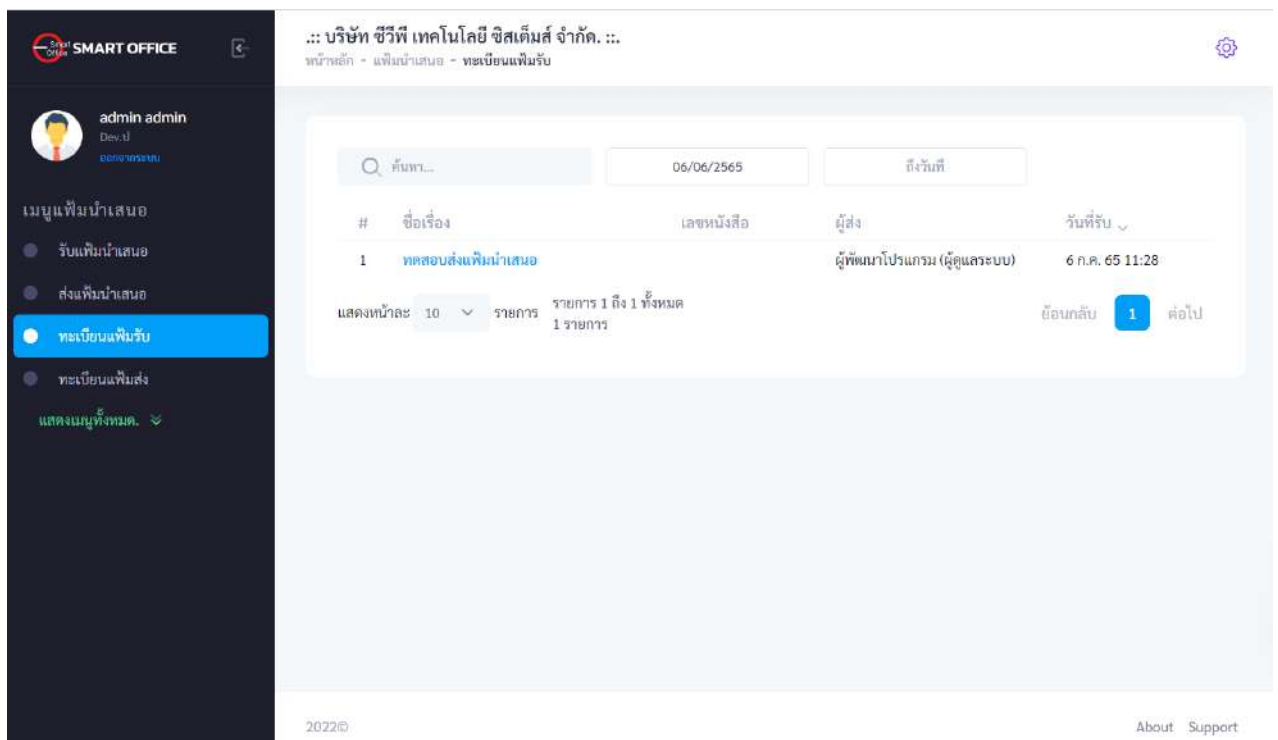 Smart Office SMART OFFICE
admin admin
Dev.ป
ออกจากระบบ
เมนูแฟ้มนำเสนอ
รับแฟ้มนำเสนอ
ส่งแฟ้มนำเสนอ
ทะเบียนแฟ้มรับ
ทะเบียนแฟ้มส่ง
แสดงเมนูทั้งหมด.
.:: บริษัท ซีวีพี เทคโนโลยี ซิสเต็มส์ จำกัด. ::.
หน้าหลัก - แฟ้มนำเสนอ - ทะเบียนแฟ้มรับ
ค้นหา... 06/06/2565 ถึงวันที่
# ชื่อเรื่อง เลขหนังสือ ผู้ส่ง วันที่รับ
1 ทดสอบส่งแฟ้มนำเสนอ ผู้พัฒนาโปรแกรม (ผู้ดูแลระบบ) 6 ก.ค. 65 11:28
แสดงหน้าละ 10 รายการ รายการ 1 ถึง 1 ทั้งหมด
1 รายการ
ย้อนกลับ 1 ต่อไป
2022© About Support